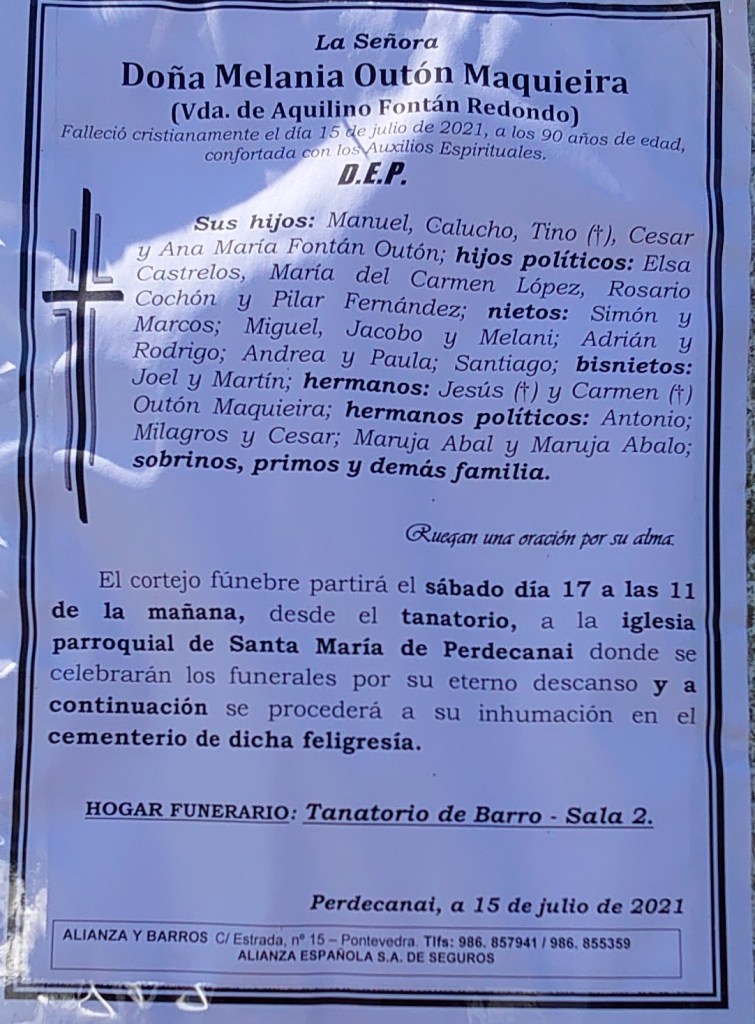 La Señora
Doña Melania Outón Maquieira
(Vda. de Aquilino Fontán Redondo)
Falleció cristianamente el día 15 de julio de 2021, a los 90 años de edad,
confortada con los Auxilios Espirituales.
D.E.P.
Sus hijos: Manuel, Calucho, Tino (†), Cesar
y Ana María Fontán Outón; hijos políticos: Elsa
Castrelos, María del Carmen López, Rosario
Cochón y Pilar Fernández; nietos: Simón y
Marcos; Miguel, Jacobo y Melani; Adrián y
Rodrigo; Andrea y Paula; Santiago; bisnietos:
Joel y Martín; hermanos: Jesús (†) y Carmen (†)
Outón Maquieira; hermanos políticos: Antonio;
Milagros y Cesar; Maruja Abal y Maruja Abalo;
sobrinos, primos y demás familia.
Ruegan una oración por su alma.
El cortejo fúnebre partirá el sábado día 17 a las 11
de la mañana, desde el tanatorio, a la iglesia
parroquial de Santa María de Perdecanai donde se
celebrarán los funerales por su eterno descanso y a
continuación se procederá a su inhumación en el
cementerio de dicha feligresía.
HOGAR FUNERARIO: Tanatorio de Barro - Sala 2.
Perdecanai, a 15 de julio de 2021
ALIANZA Y BARROS C/ Estrada, nº 15 – Pontevedra. Tlfs: 986. 857941 / 986. 855359
ALIANZA ESPAÑOLA S.A. DE SEGUROS